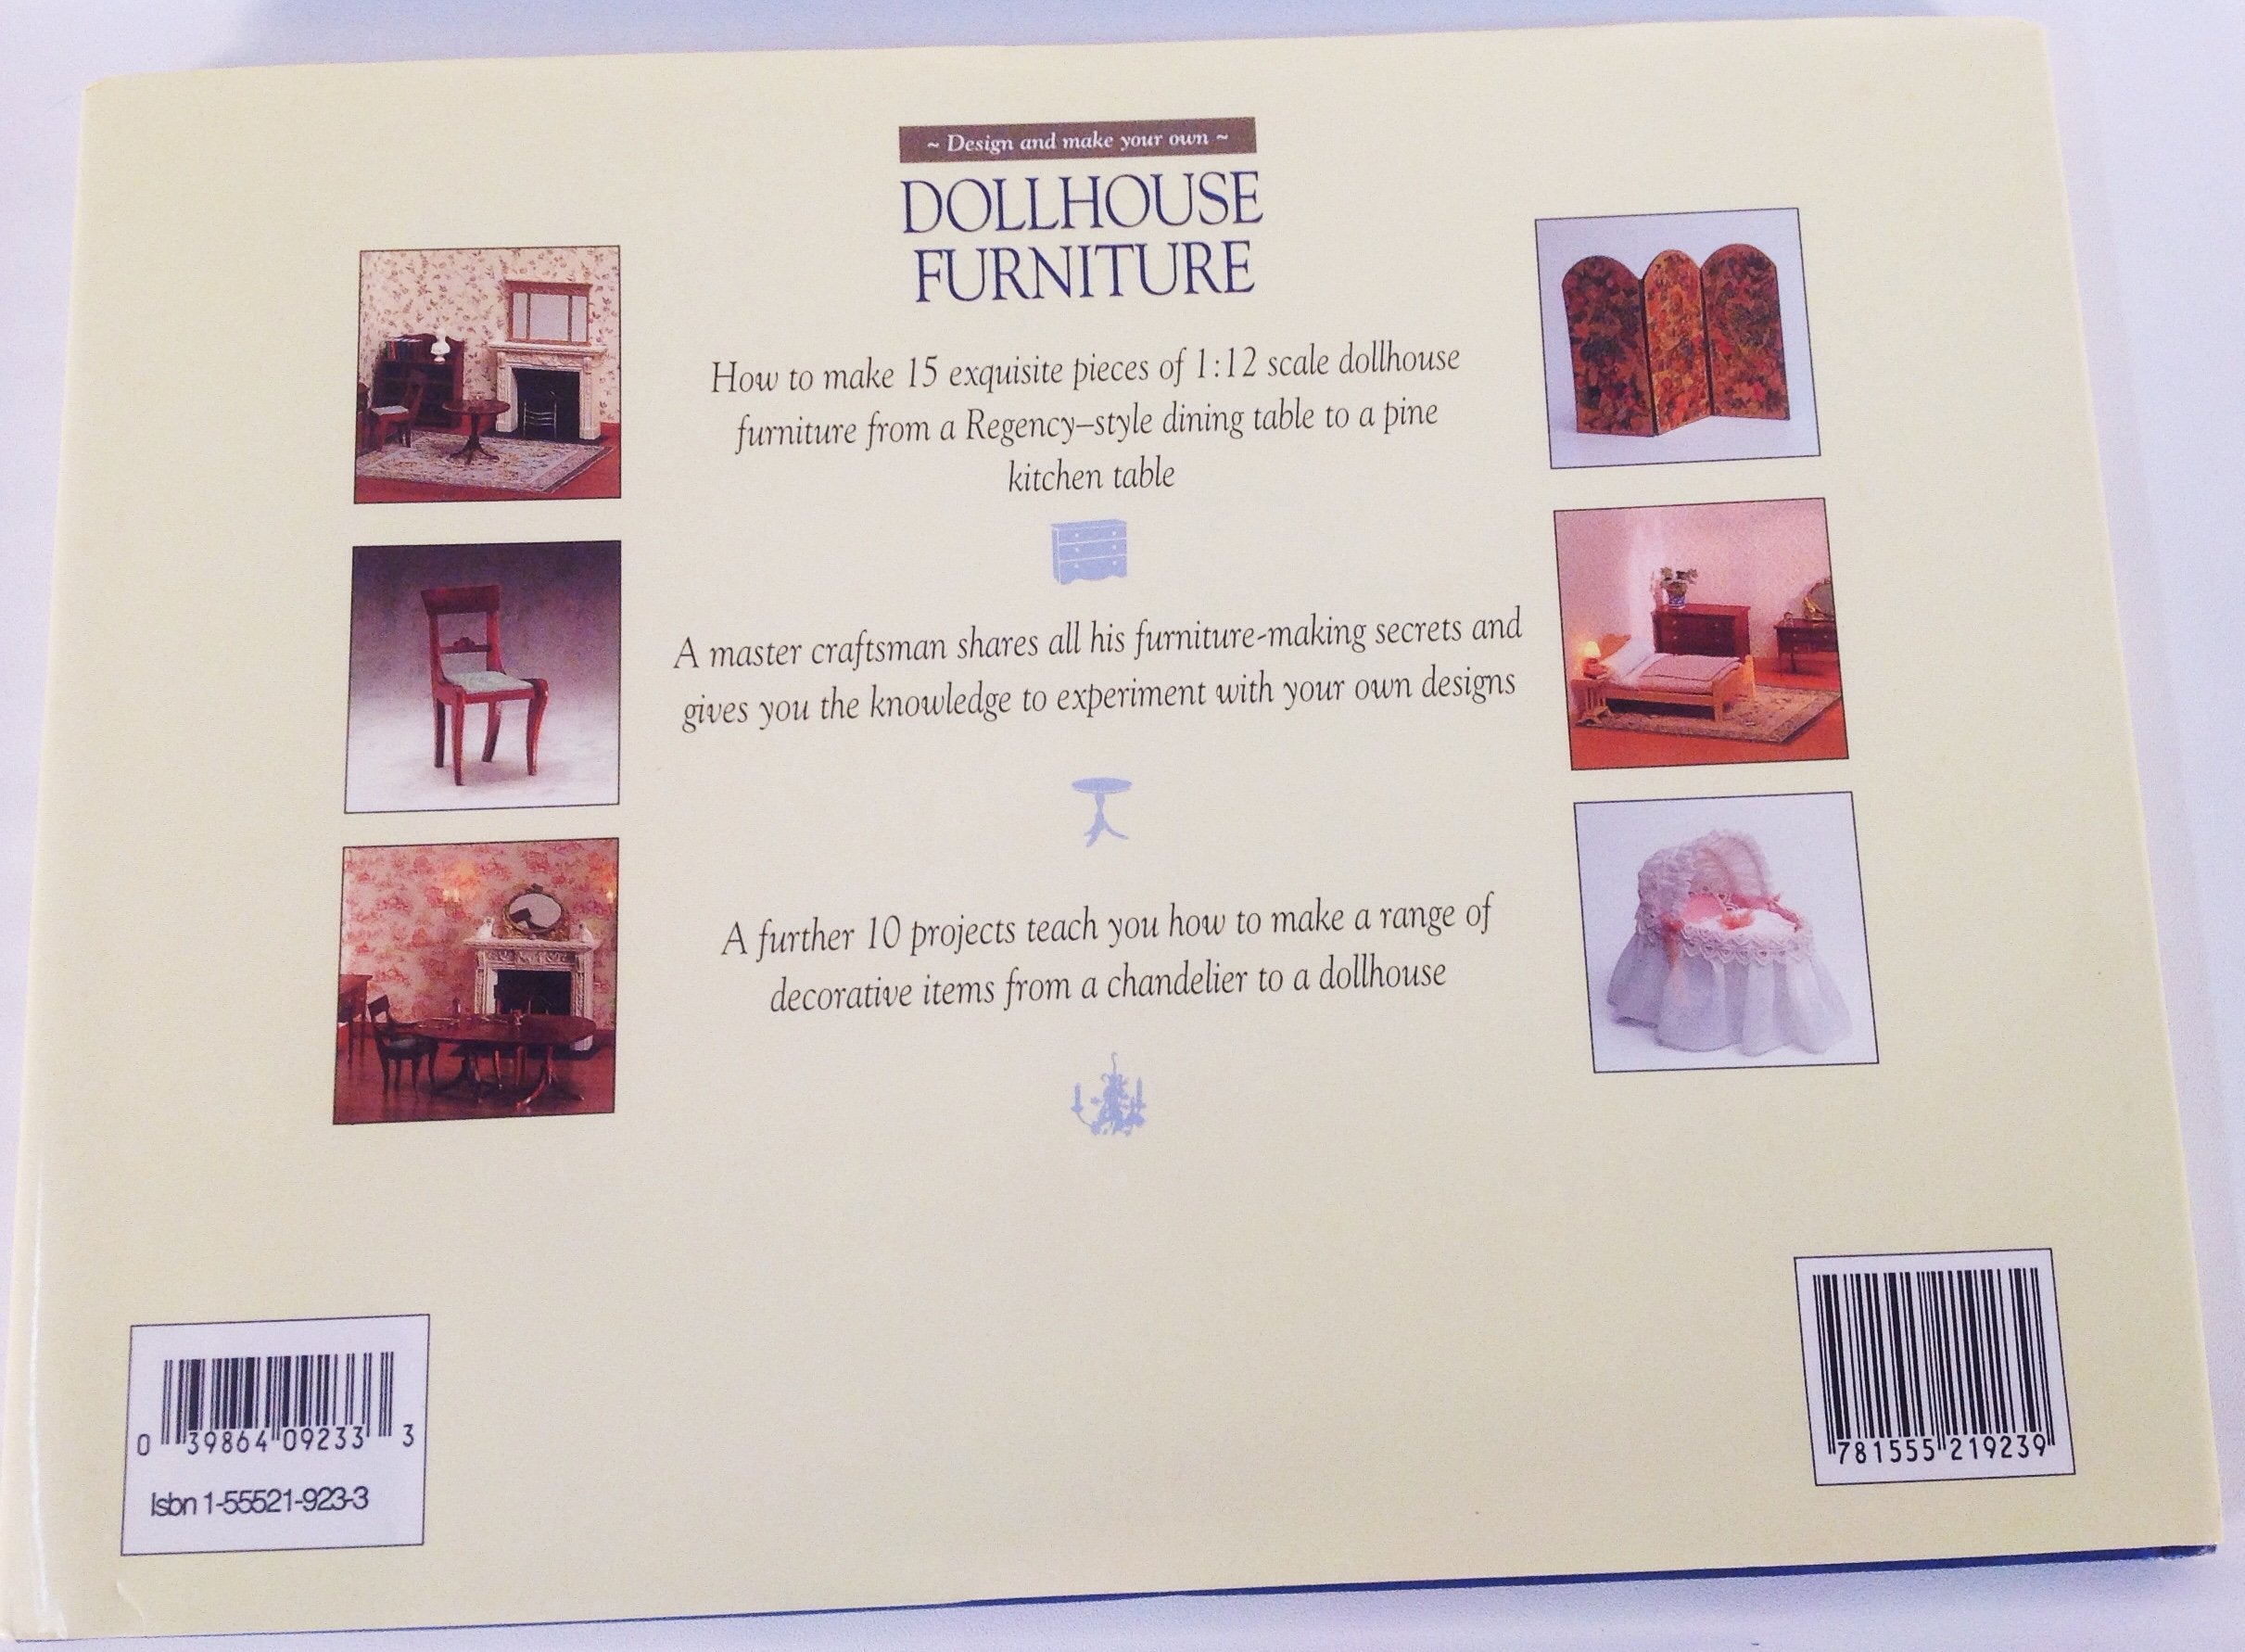 ~ Design and make your own ~
DOLLHOUSE
FURNITURE
How to make 15 exquisite pieces of 1:12 scale dollhouse
furniture from a Regency–style dining table to a pine
kitchen table
A master craftsman shares all his furniture-making secrets and
gives you the knowledge to experiment with your own designs
A further 10 projects teach you how to make a range of
decorative items from a chandelier to a dollhouse
0 39864 09233 3
Isbn 1-55521-923-3
781555 219239